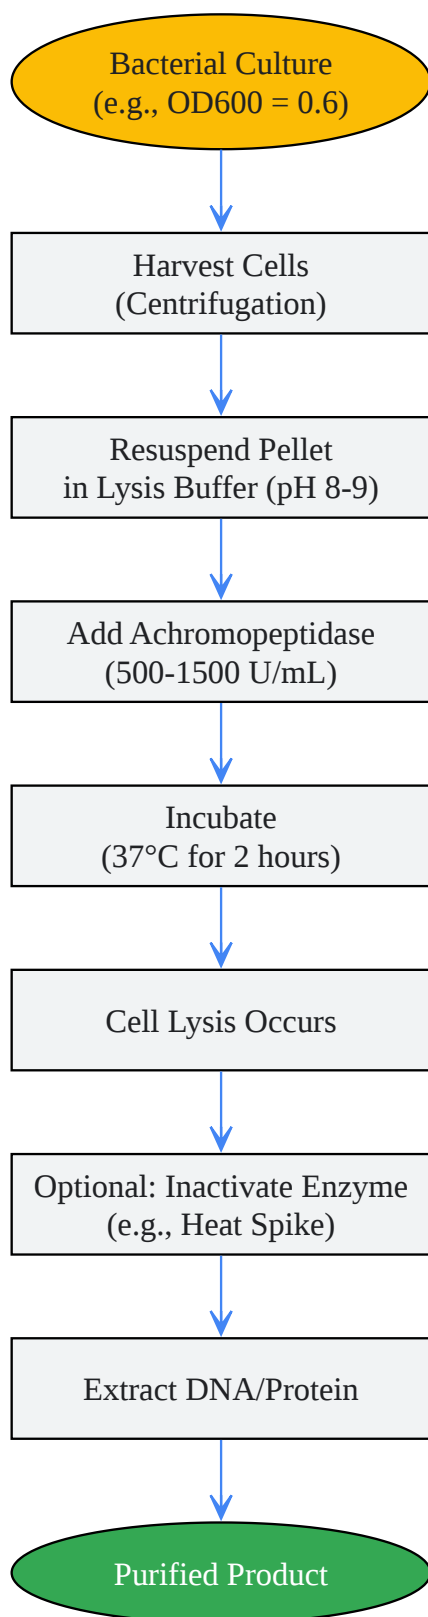 Bacterial Culture
(e.g., OD600 = 0.6)
Harvest Cells
(Centrifugation)
Resuspend Pellet
in Lysis Buffer (pH 8-9)
Add Achromopeptidase
(500-1500 U/mL)
Incubate
(37°C for 2 hours)
Cell Lysis Occurs
Optional: Inactivate Enzyme
(e.g., Heat Spike)
Extract DNA/Protein
Purified Product